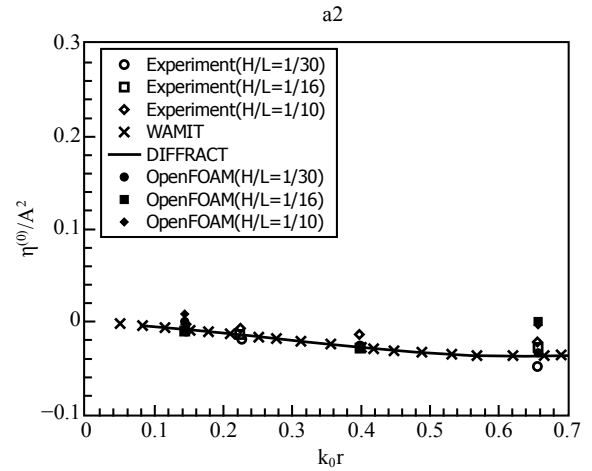 a2
0.3
0.2
0.1
0
−0.1
η⁽⁰⁾/A²
Experiment(H/L=1/30)
Experiment(H/L=1/16)
Experiment(H/L=1/10)
WAMIT
DIFFRACT
OpenFOAM(H/L=1/30)
OpenFOAM(H/L=1/16)
OpenFOAM(H/L=1/10)
0 0.1 0.2 0.3 0.4 0.5 0.6 0.7
k₀r